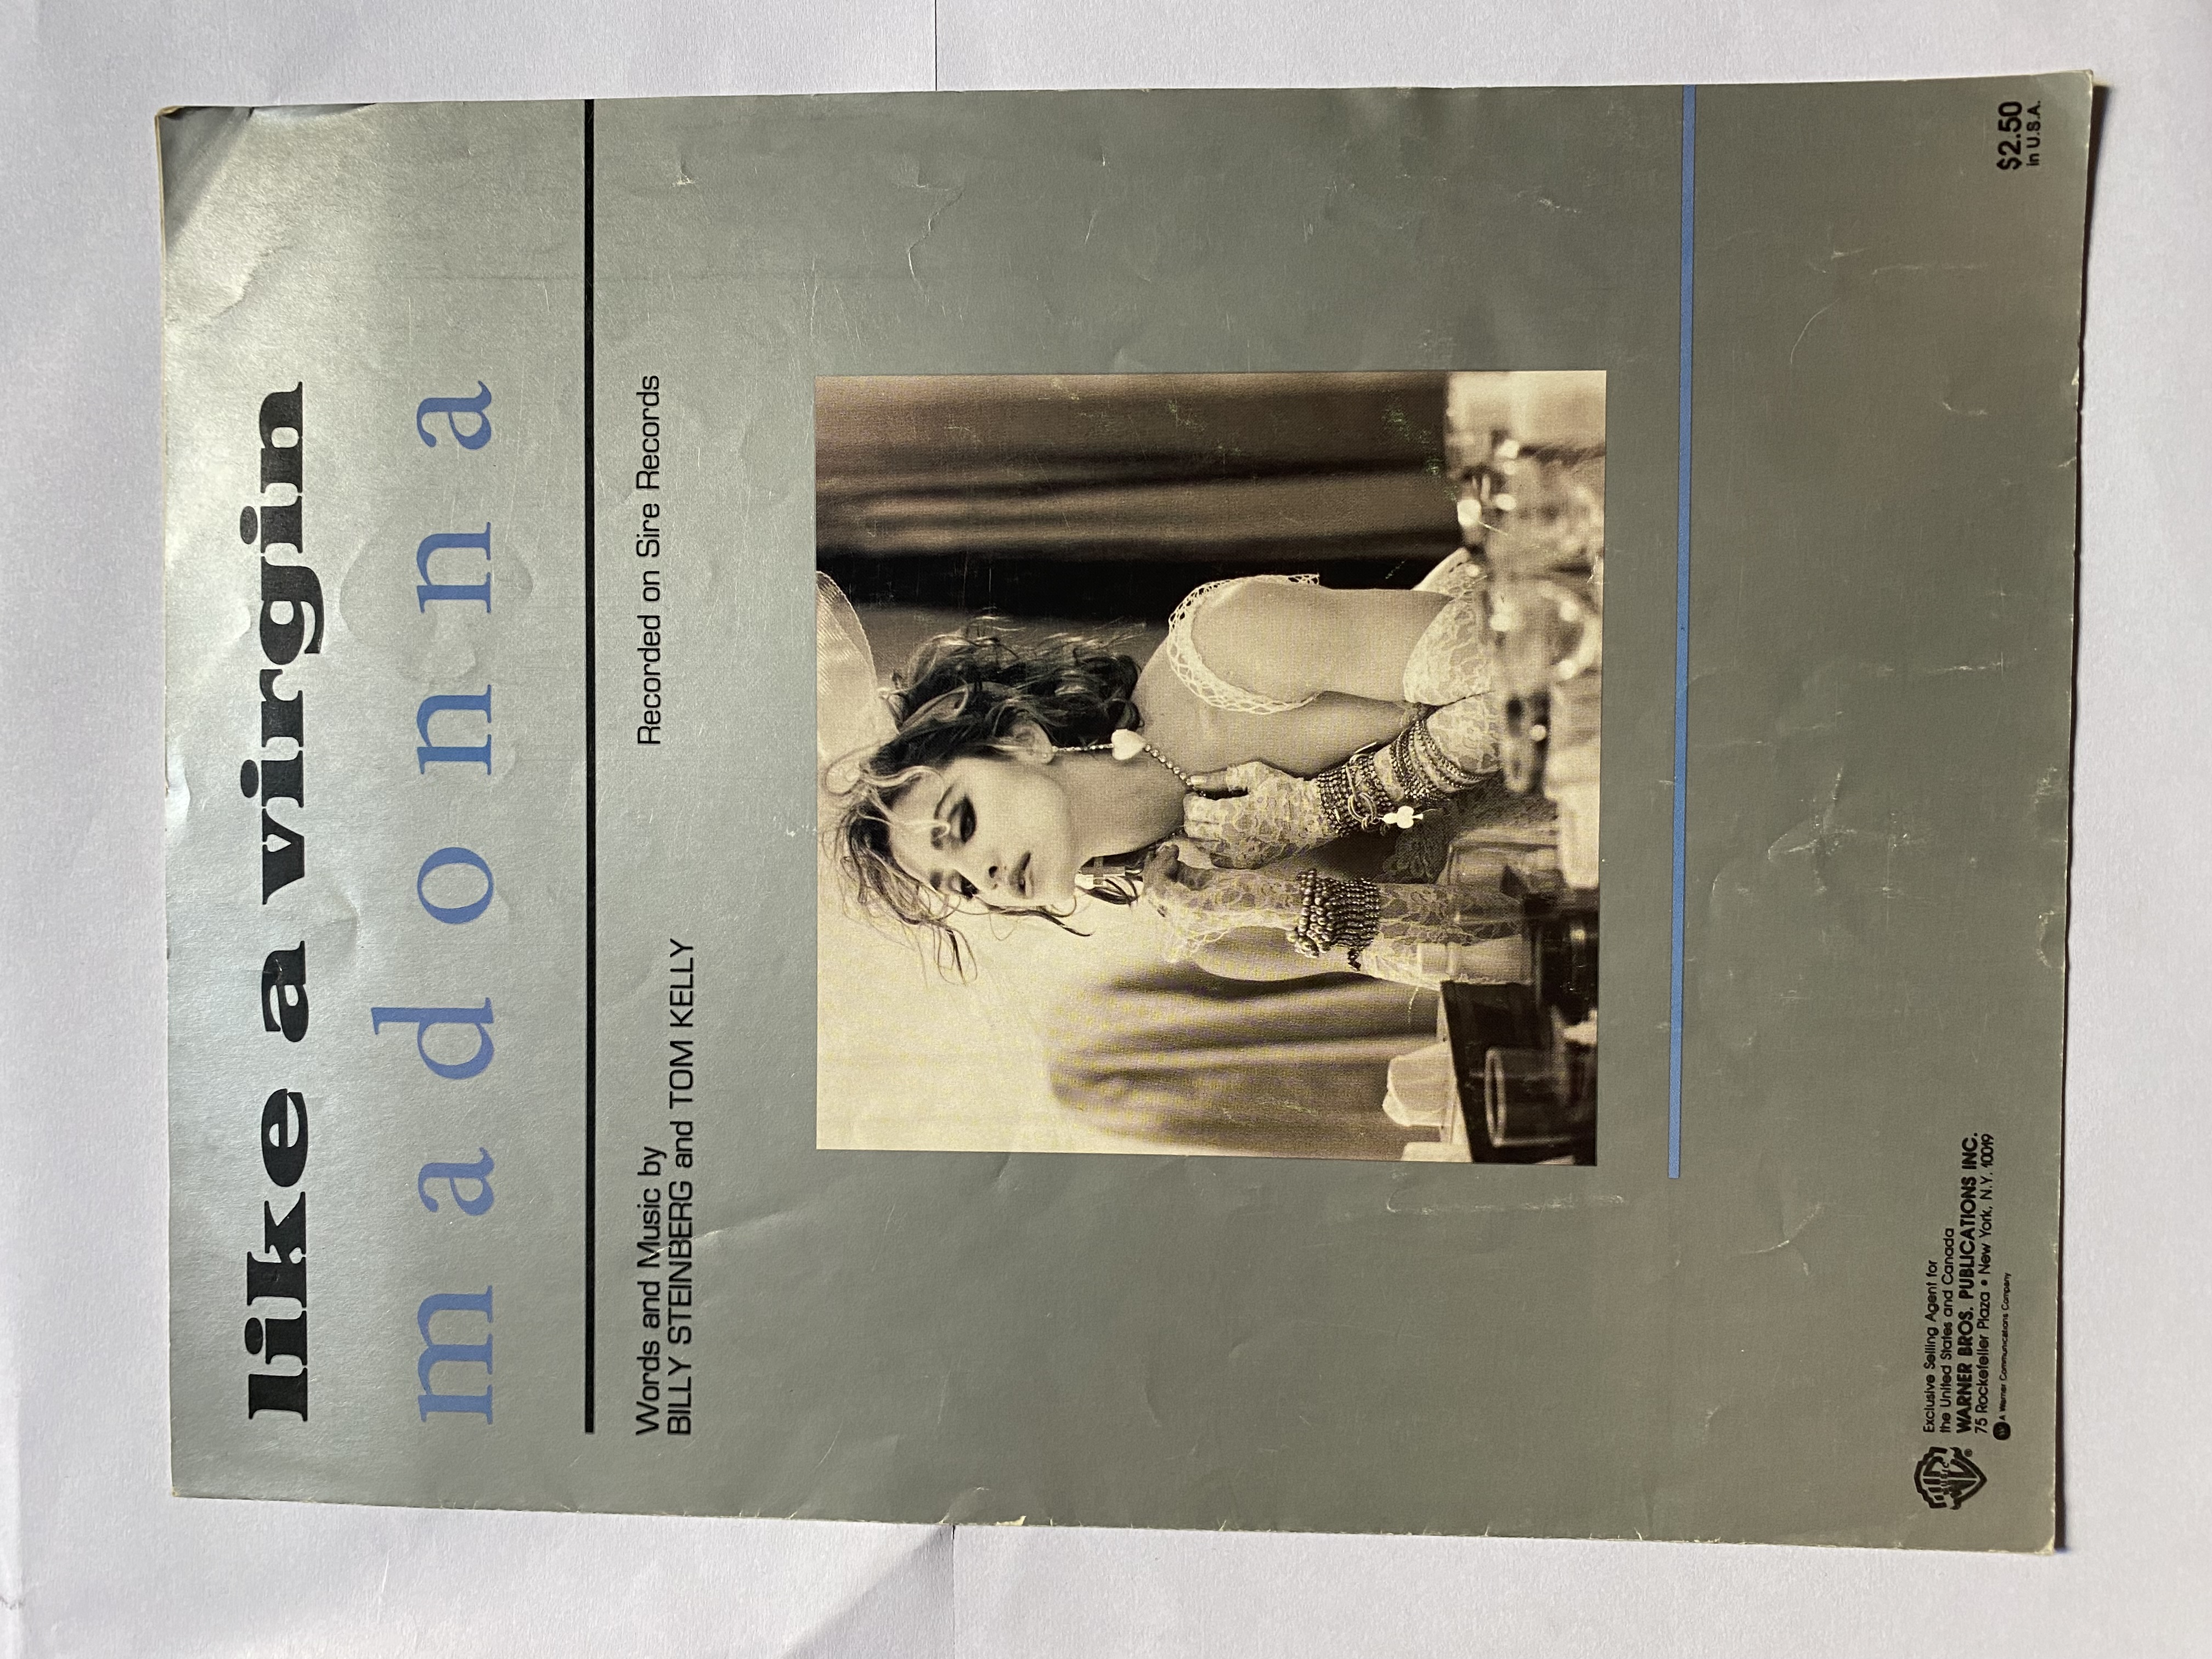 like a virgin
madonna
Words and Music by
BILLY STEINBERG and TOM KELLY
Recorded on Sire Records
Exclusive Selling Agent for
the United States and Canada
WARNER BROS. PUBLICATIONS INC.
75 Rockefeller Plaza • New York, N.Y. 10019
A Warner Communications Company
$2.50
in U.S.A.